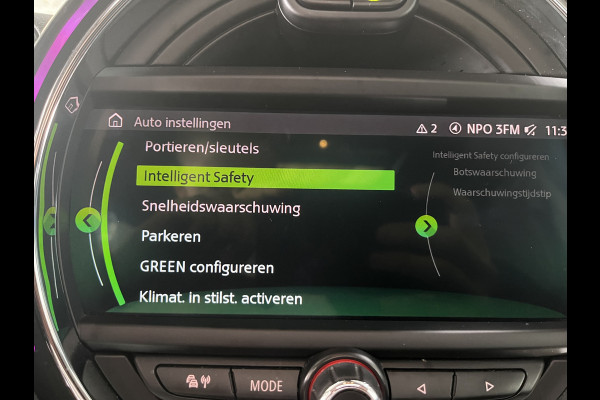 Auto instellingen
2 NPO 3FM 11:3
Portieren/sleutels
Intelligent Safety
Snelheidswaarschuwing
Parkeren
GREEN configureren
Klimat. in stilst. activeren
Intelligent Safety configureren
Botswaarschuwing
Waarschuwingstijdstip
MODE